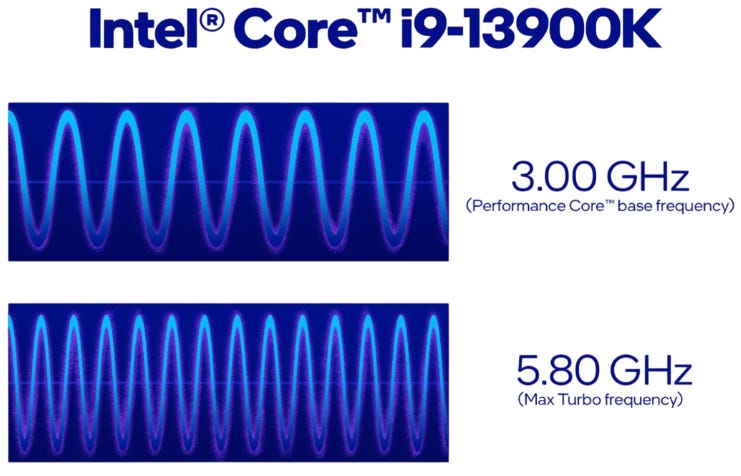 Intel® Core™ i9-13900K
3.00 GHz
(Performance Core™ base frequency)
5.80 GHz
(Max Turbo frequency)